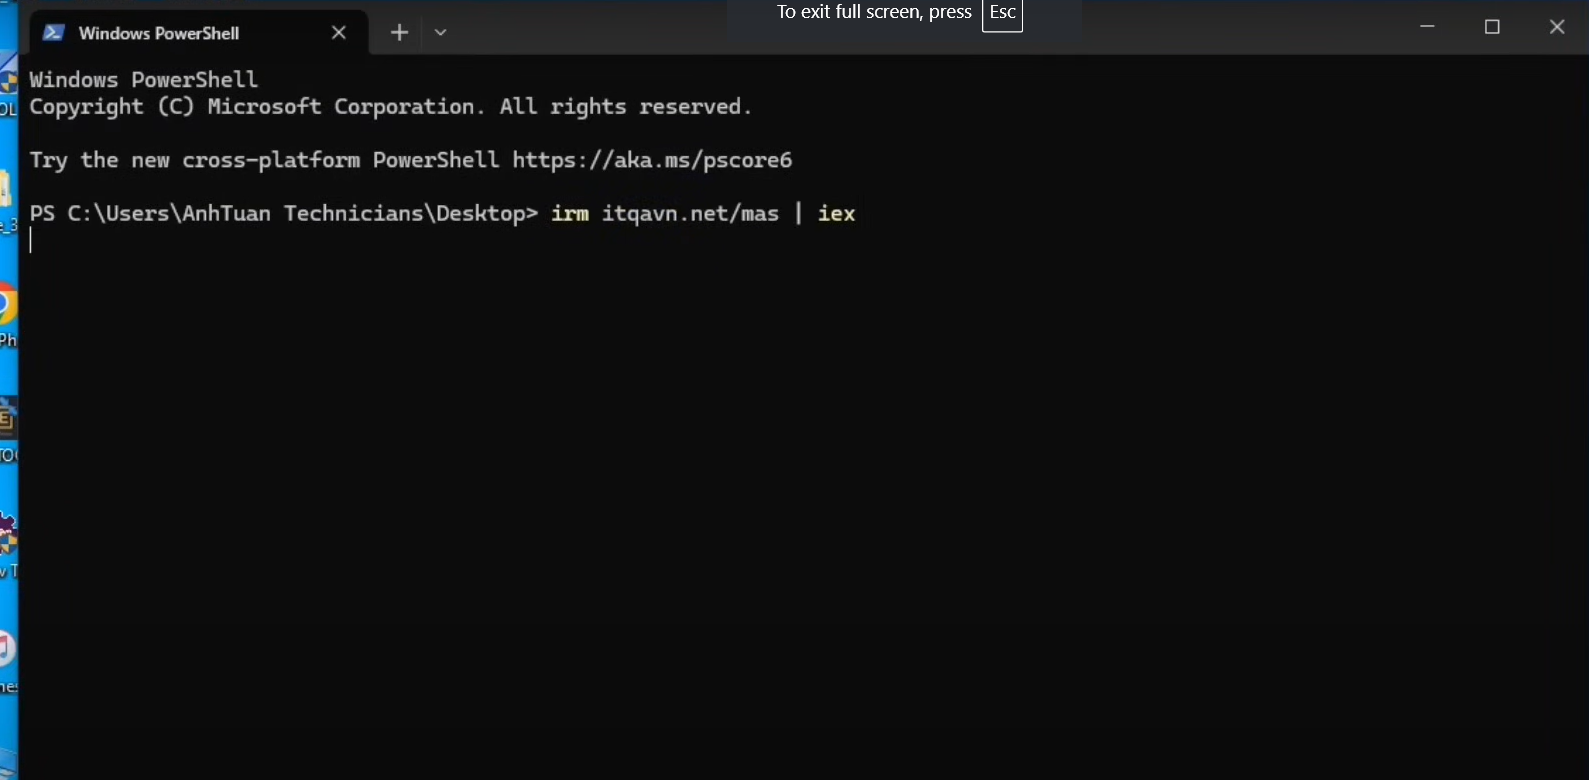 To exit full screen, press Esc
Windows PowerShell
Windows PowerShell
Copyright (C) Microsoft Corporation. All rights reserved.
Try the new cross-platform PowerShell https://aka.ms/pscore6
PS C:\Users\AnhTuan Technicians\Desktop> irm itqavn.net/mas | iex